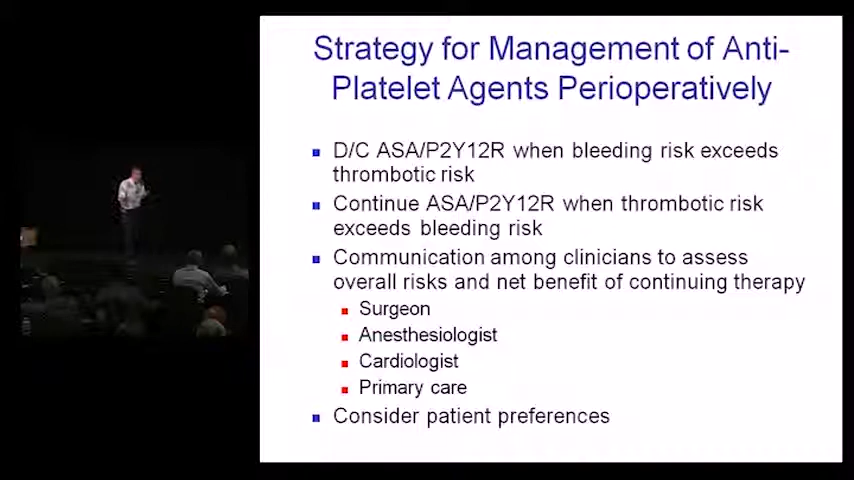 Strategy for Management of Anti-
Platelet Agents Perioperatively
D/C ASA/P2Y12R when bleeding risk exceeds
thrombotic risk
Continue ASA/P2Y12R when thrombotic risk
exceeds bleeding risk
Communication among clinicians to assess
overall risks and net benefit of continuing therapy
Surgeon
Anesthesiologist
Cardiologist
Primary care
Consider patient preferences